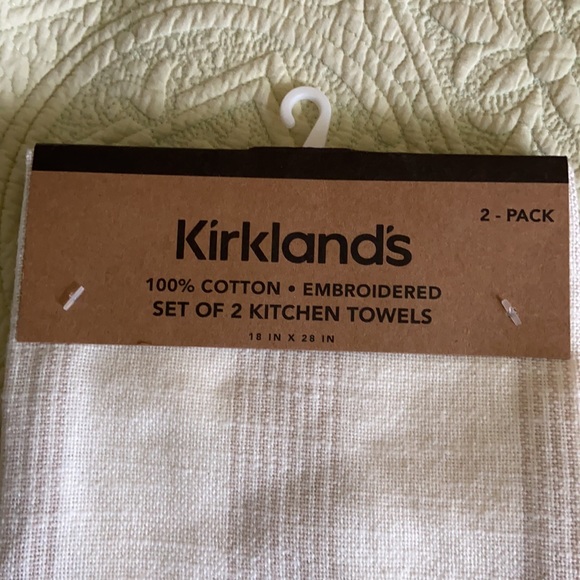 2 - PACK
Kirkland's
100% COTTON • EMBROIDERED
SET OF 2 KITCHEN TOWELS
18 IN X 28 IN